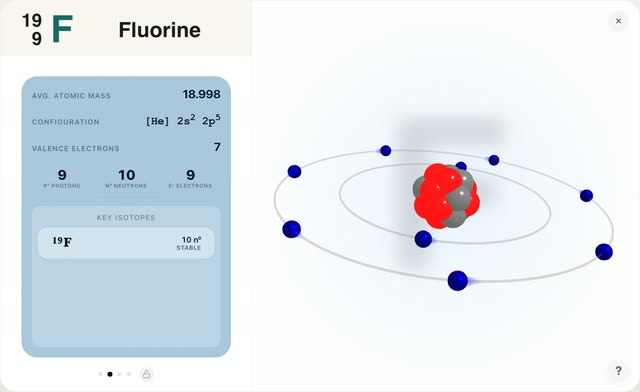 19
9 F Fluorine
×
AVG. ATOMIC MASS 18.998
CONFIGURATION [He] 2s² 2p⁵
VALENCE ELECTRONS 7
9 10 9
P⁺ PROTONS N⁰ NEUTRONS E⁻ ELECTRONS
KEY ISOTOPES
¹⁹F 10 n⁰
STABLE
F
?